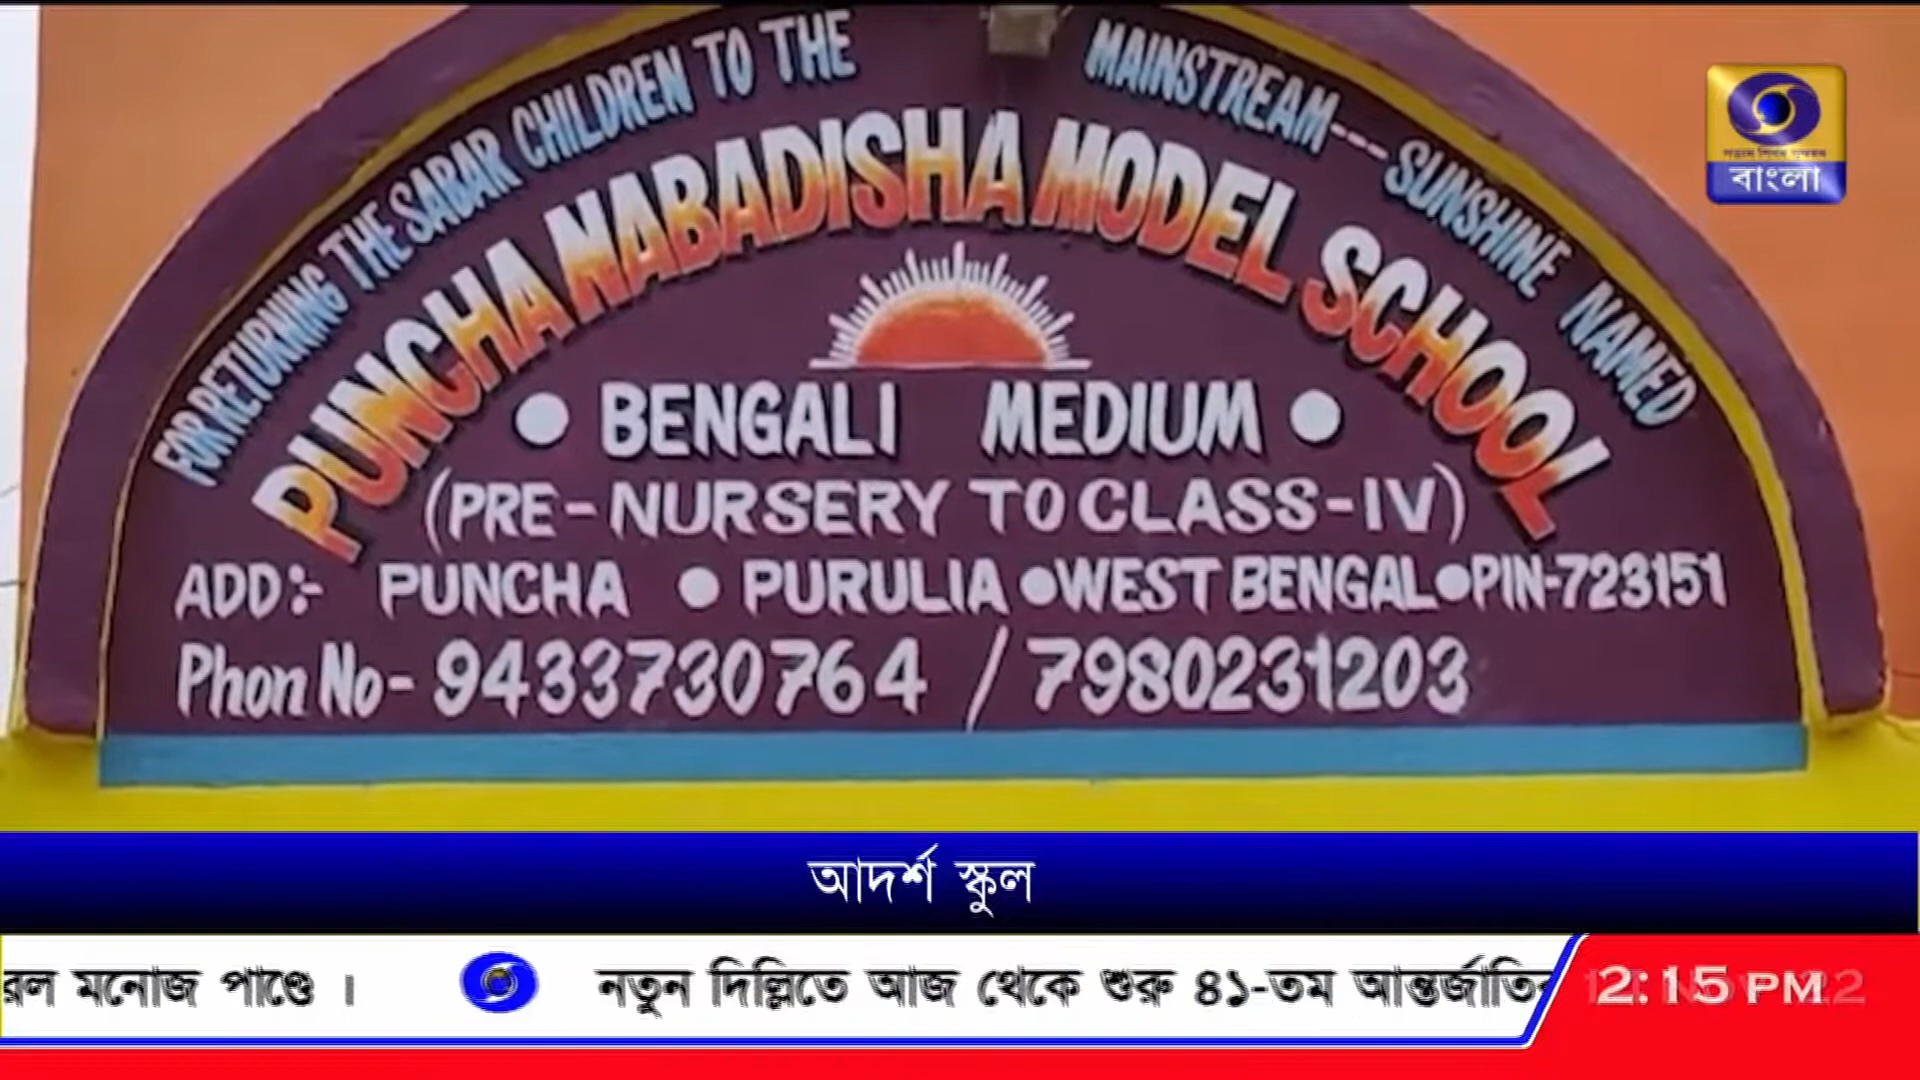 FOR RETURNING THE SABAR CHILDREN TO THE MAINSTREAM---SUNSHINE NAMED
PUNCHA NABADISHA MODEL SCHOOL
বাংলা
• BENGALI MEDIUM •
(PRE-NURSERY TO CLASS-IV)
ADD:- PUNCHA • PURULIA • WEST BENGAL • PIN-723151
Phon No- 9433730764 / 7980231203
আদর্শ স্কুল
রল মনোজ পাণ্ডে । নতুন দিল্লিতে আজ থেকে শুরু ৪১-তম আন্তর্জাতি
2:15 PM